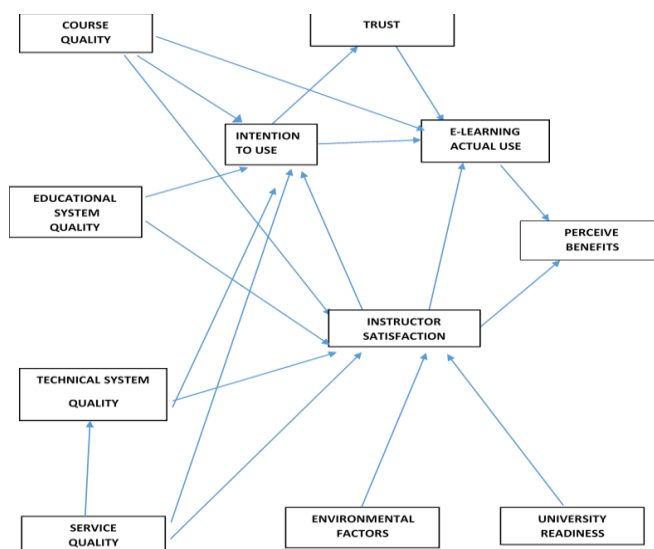 COURSE
QUALITY
TRUST
INTENTION
TO USE
E-LEARNING
ACTUAL USE
EDUCATIONAL
SYSTEM
QUALITY
PERCEIVE
BENEFITS
INSTRUCTOR
SATISFACTION
TECHNICAL SYSTEM
QUALITY
SERVICE
QUALITY
ENVIRONMENTAL
FACTORS
UNIVERSITY
READINESS